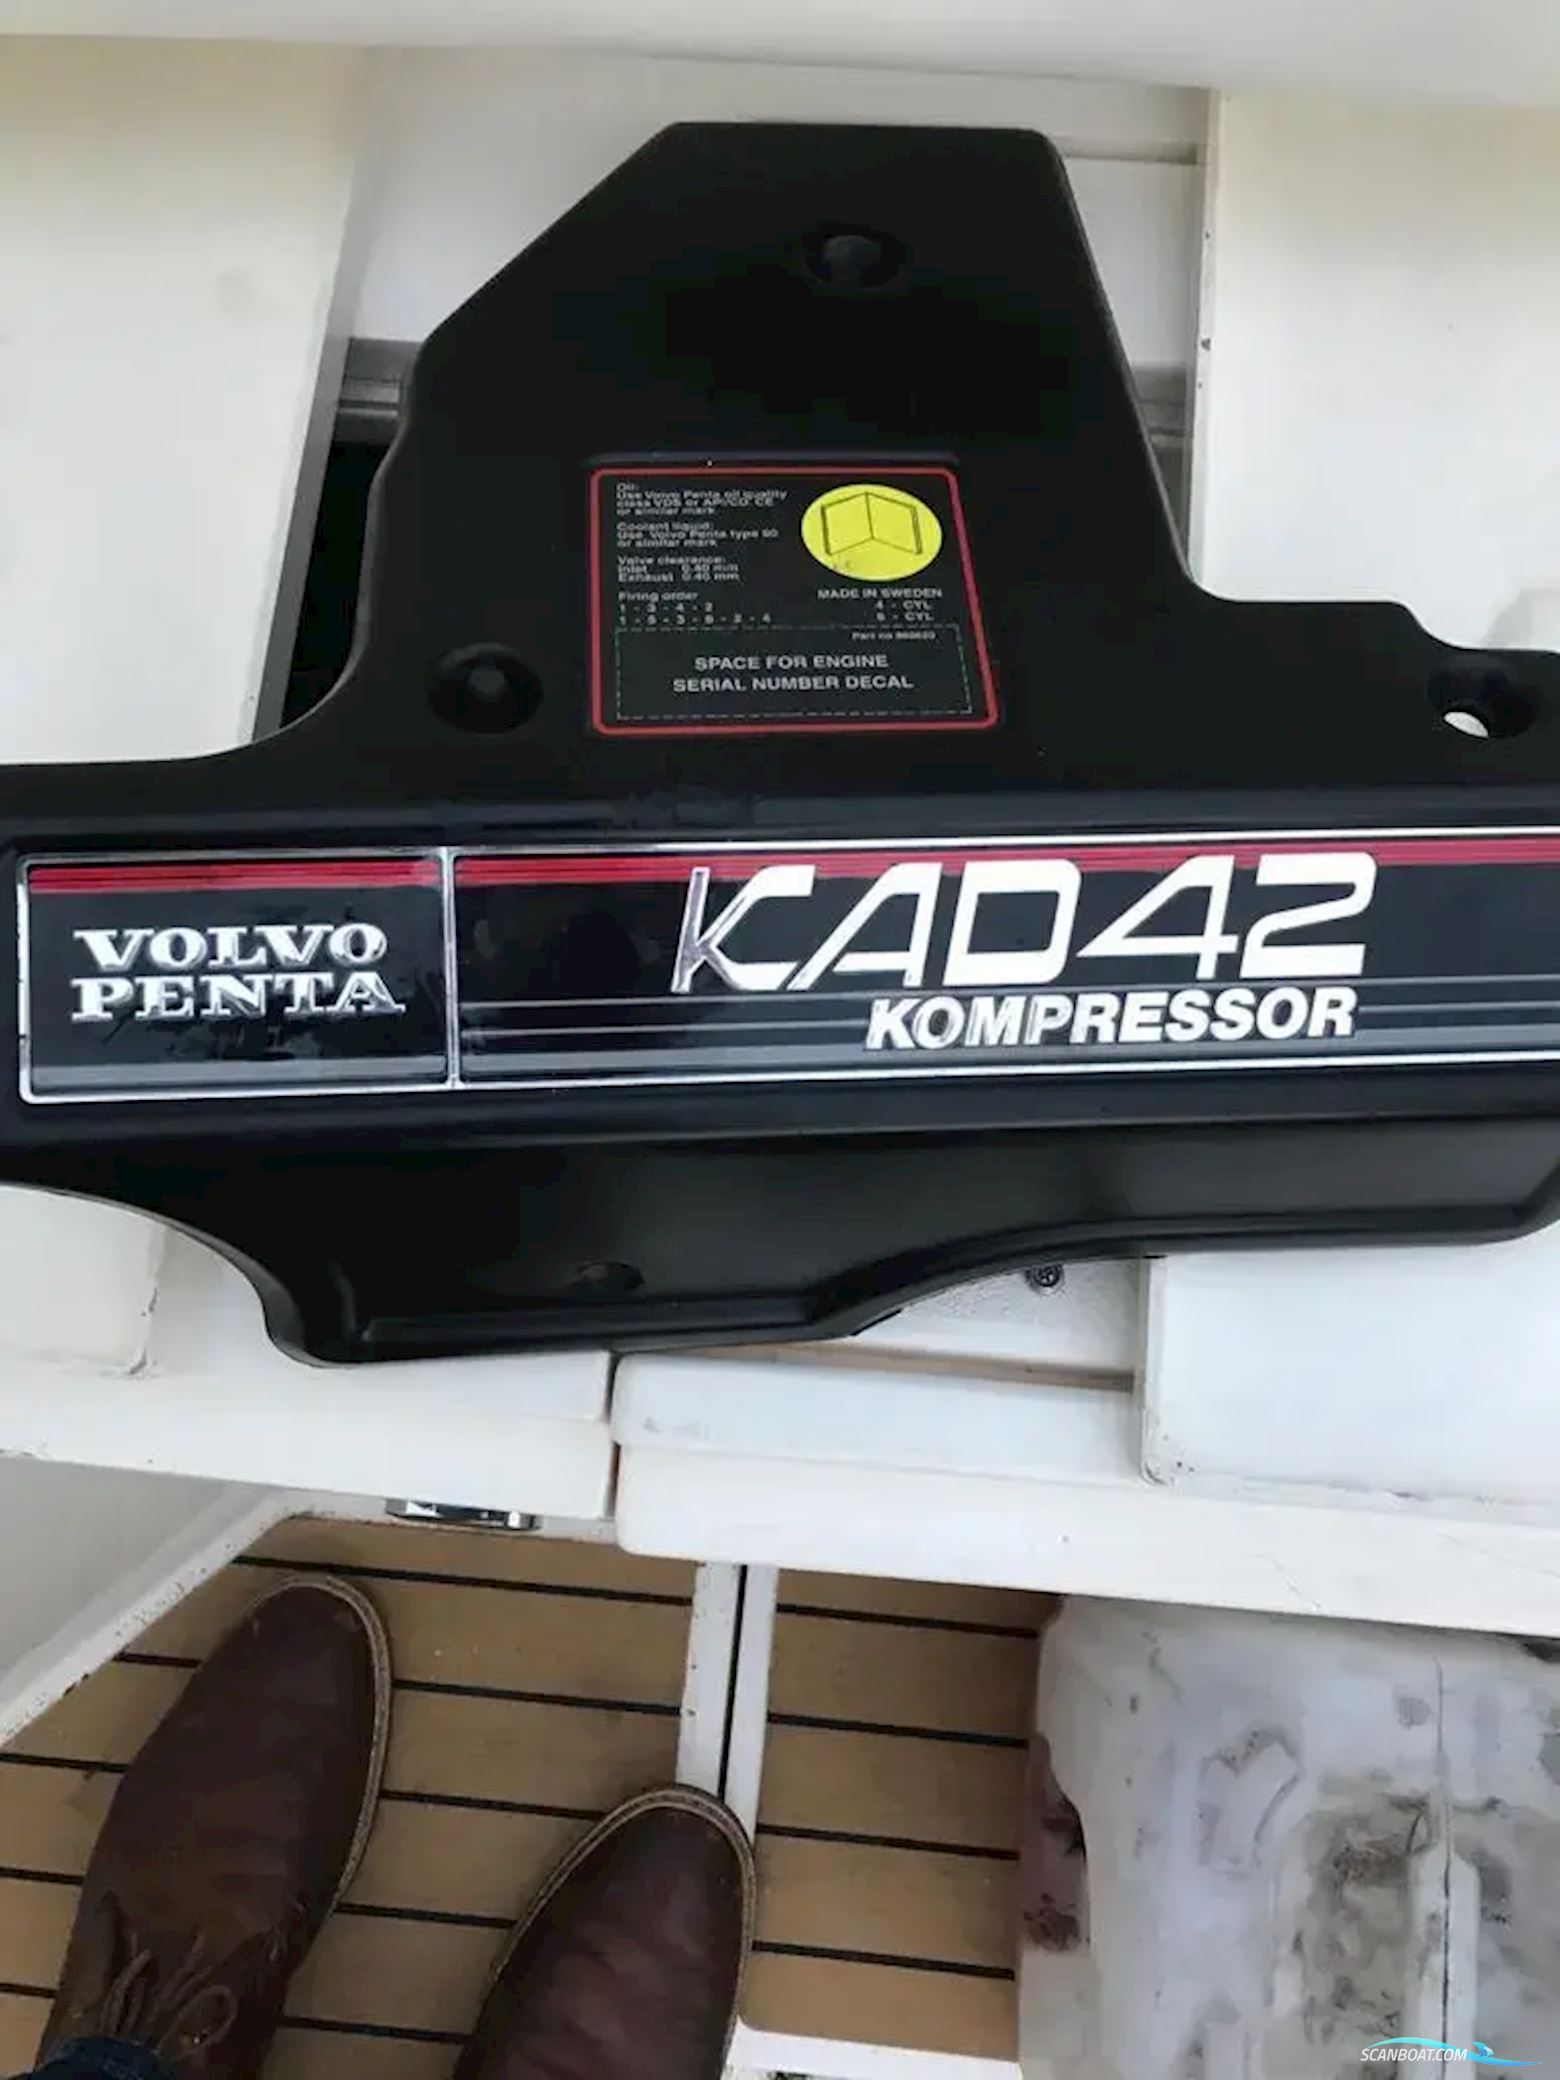 Oil:
Use Volvo Penta oil quality
class VDS or API/CD, CE
or similar mark
Coolant liquid:
Use Volvo Penta type 90
or similar mark
Valve clearance:
Inlet 0.40 mm
Exhaust 0.40 mm
Firing order
1 - 3 - 4 - 2
1 - 5 - 3 - 6 - 2 - 4
MADE IN SWEDEN
4 - CYL
6 - CYL
Part no
SPACE FOR ENGINE
SERIAL NUMBER DECAL
VOLVO
PENTA
KAD42
KOMPRESSOR
SCANBOAT.COM